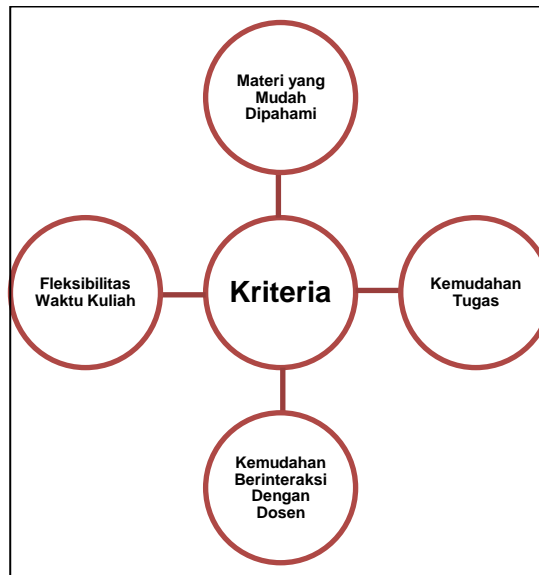 Materi yang
Mudah
Dipahami
Fleksibilitas
Waktu Kuliah
Kriteria
Kemudahan
Tugas
Kemudahan
Berinteraksi
Dengan
Dosen